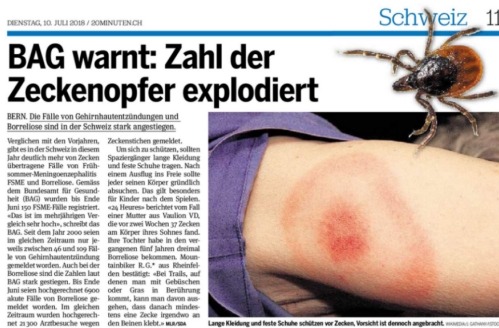 DIENSTAG, 10. JULI 2018 / 20MINUTEN.CH
Schweiz 11
BAG warnt: Zahl der
Zeckenopfer explodiert
BERN. Die Fälle von Gehirnhautentzündungen und
Borreliose sind in der Schweiz stark angestiegen.
Verglichen mit den Vorjahren,
gibt es in der Schweiz in diesem
Jahr deutlich mehr von Zecken
übertragene Fälle von Früh-
sommer-Meningoenzephalitis
FSME und Borreliose. Gemäss
dem Bundesamt für Gesund-
heit (BAG) wurden bis Ende
Juni 150 FSME-Fälle registriert.
«Das ist im mehrjährigen Ver-
gleich sehr hoch», schreibt das
BAG. Seit dem Jahr 2000 seien
im gleichen Zeitraum nur je-
weils zwischen 46 und 109 Fäl-
le von Gehirnhautentzündung
gemeldet worden. Auch bei der
Borreliose sind die Zahlen laut
BAG stark gestiegen. Bis Ende
Juni seien hochgerechnet 6900
akute Fälle von Borreliose ge-
meldet worden. Im gleichen
Zeitraum wurden hochgerech-
net 21 300 Arztbesuche wegen
Zeckenstichen gemeldet.
Um sich zu schützen, sollten
Spaziergänger lange Kleidung
und feste Schuhe tragen. Nach
einem Ausflug ins Freie sollte
jeder seinen Körper gründlich
absuchen. Das gilt besonders
für Kinder nach dem Spielen.
«24 Heures» berichtet vom Fall
einer Mutter aus Vaulion VD,
die vor zwei Wochen 37 Zecken
am Körper ihres Sohnes fand.
Ihre Tochter habe in den ver-
gangenen fünf Jahren dreimal
Borreliose bekommen. Moun-
tainbiker R.G.* aus Rheinfel-
den bestätigt: «Bei Trails, auf
denen man mit Gebüschen
oder Gras in Berührung
kommt, kann man davon aus-
gehen, dass danach mindes-
tens eine Zecke irgendwo an
den Beinen klebt.» MLR/SDA
Lange Kleidung und feste Schuhe schützen vor Zecken, Vorsicht ist dennoch angebracht.